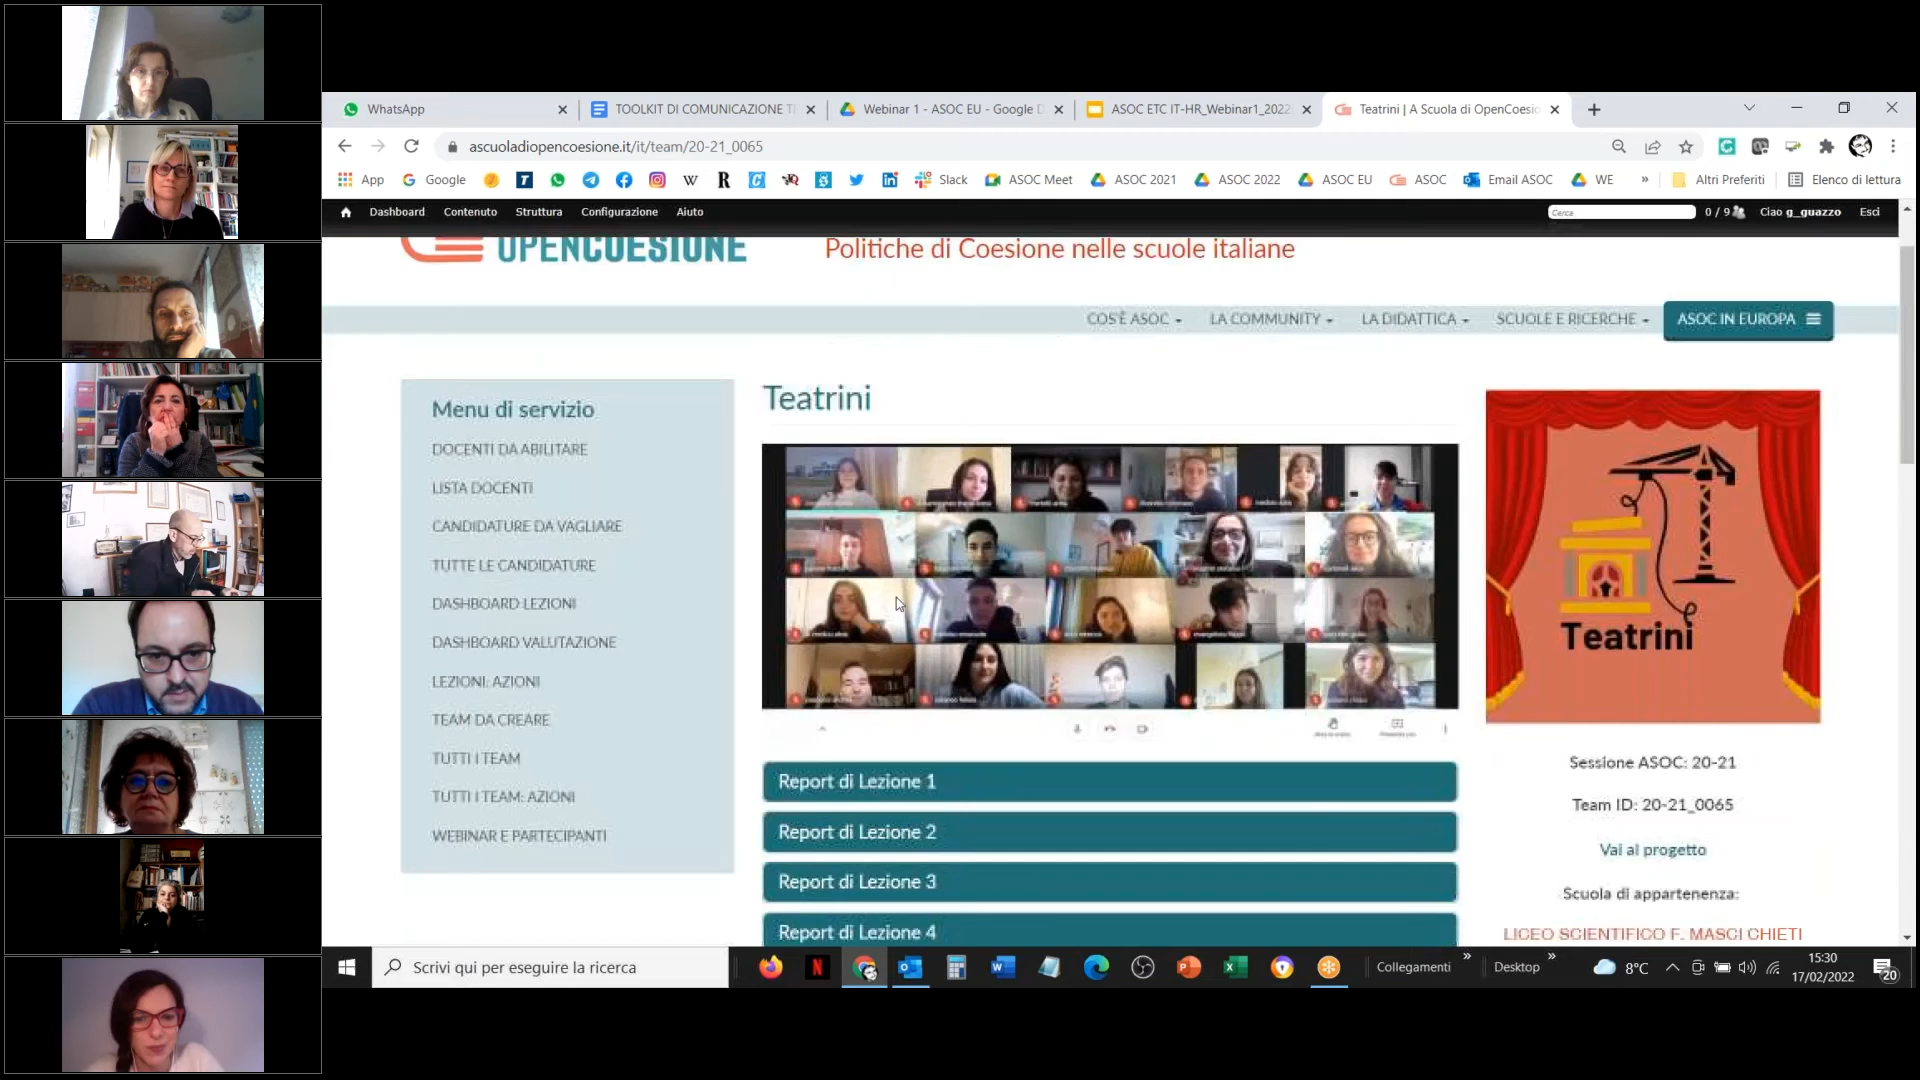 WhatsApp
TOOLKIT DI COMUNICAZIONE T
Webinar 1 - ASOC EU - Google D
ASOC ETC IT-HR_Webinar1_2022
Teatrini | A Scuola di OpenCoesio
ascuoladiopencoesione.it/it/team/20-21_0065
App
Google
Slack
ASOC Meet
ASOC 2021
ASOC 2022
ASOC EU
ASOC
Email ASOC
WE
»
Altri Preferiti
Elenco di lettura
Dashboard
Contenuto
Struttura
Configurazione
Aiuto
Cerca
0 / 9
Ciao g_guazzo
Esci
OPENCOESIONE
Politiche di Coesione nelle scuole italiane
COS'È ASOC
LA COMMUNITY
LA DIDATTICA
SCUOLE E RICERCHE
ASOC IN EUROPA
Menu di servizio
DOCENTI DA ABILITARE
LISTA DOCENTI
CANDIDATURE DA VAGLIARE
TUTTE LE CANDIDATURE
DASHBOARD LEZIONI
DASHBOARD VALUTAZIONE
LEZIONI: AZIONI
TEAM DA CREARE
TUTTI I TEAM
TUTTI I TEAM: AZIONI
WEBINAR E PARTECIPANTI
Teatrini
Report di Lezione 1
Report di Lezione 2
Report di Lezione 3
Report di Lezione 4
Teatrini
Sessione ASOC: 20-21
Team ID: 20-21_0065
Vai al progetto
Scuola di appartenenza:
LICEO SCIENTIFICO F. MASCI CHIETI
Scrivi qui per eseguire la ricerca
Collegamenti
»
Desktop
»
8°C
15:30
17/02/2022
20